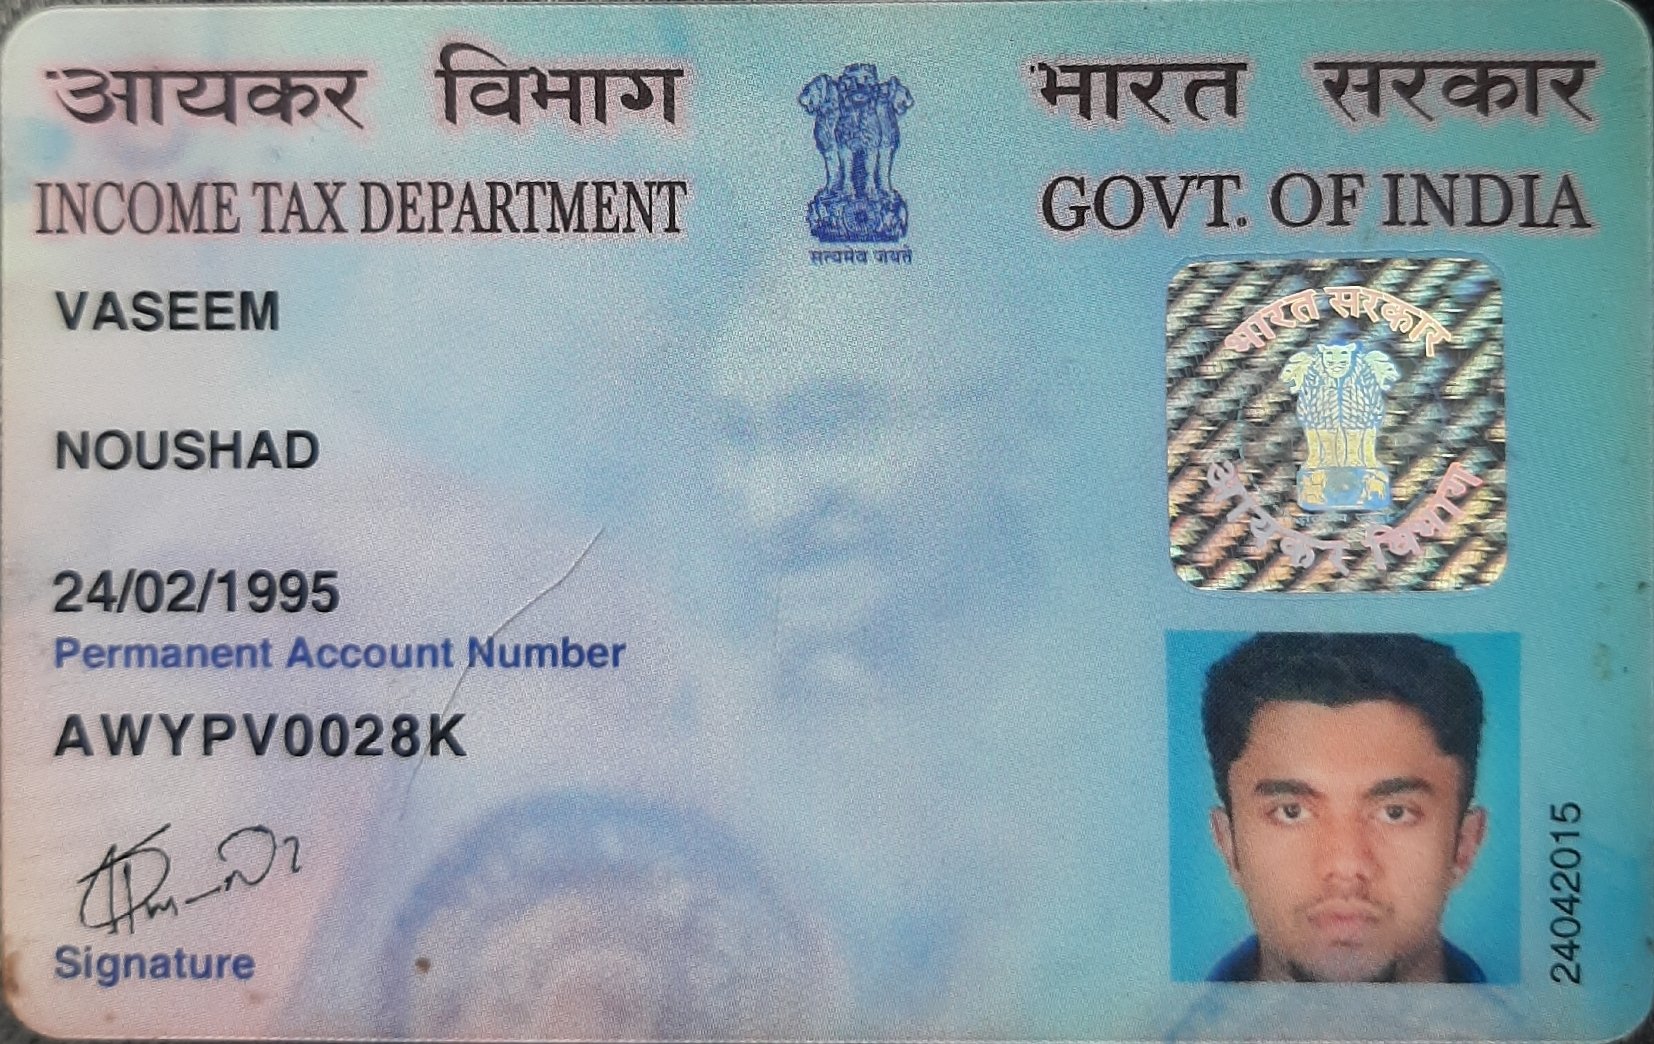 आयकर विभाग
INCOME TAX DEPARTMENT
सत्यमेव जयते
भारत सरकार
GOVT. OF INDIA
VASEEM
NOUSHAD
24/02/1995
Permanent Account Number
AWYPV0028K
Signature
भारत सरकार
आयकर विभाग
24042015